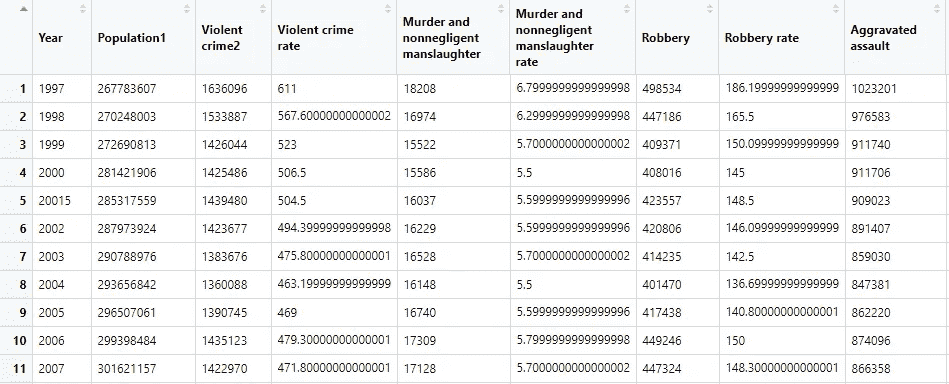 Year Population1 Violent crime2 Violent crime rate Murder and nonnegligent manslaughter Murder and nonnegligent manslaughter rate Robbery Robbery rate Aggravated assault
1 1997 267783607 1636096 611 18208 6.7999999999999998 498534 186.19999999999999 1023201
2 1998 270248003 1533887 567.60000000000002 16974 6.2999999999999998 447186 165.5 976583
3 1999 272690813 1426044 523 15522 5.7000000000000002 409371 150.09999999999999 911740
4 2000 281421906 1425486 506.5 15586 5.5 408016 145 911706
5 20015 285317559 1439480 504.5 16037 5.5999999999999996 423557 148.5 909023
6 2002 287973924 1423677 494.39999999999998 16229 5.5999999999999996 420806 146.09999999999999 891407
7 2003 290788976 1383676 475.80000000000001 16528 5.7000000000000002 414235 142.5 859030
8 2004 293656842 1360088 463.19999999999999 16148 5.5 401470 136.69999999999999 847381
9 2005 296507061 1390745 469 16740 5.5999999999999996 417438 140.80000000000001 862220
10 2006 299398484 1435123 479.30000000000001 17309 5.7999999999999998 449246 150 874096
11 2007 301621157 1422970 471.80000000000001 17128 5.7000000000000002 447324 148.30000000000001 866358